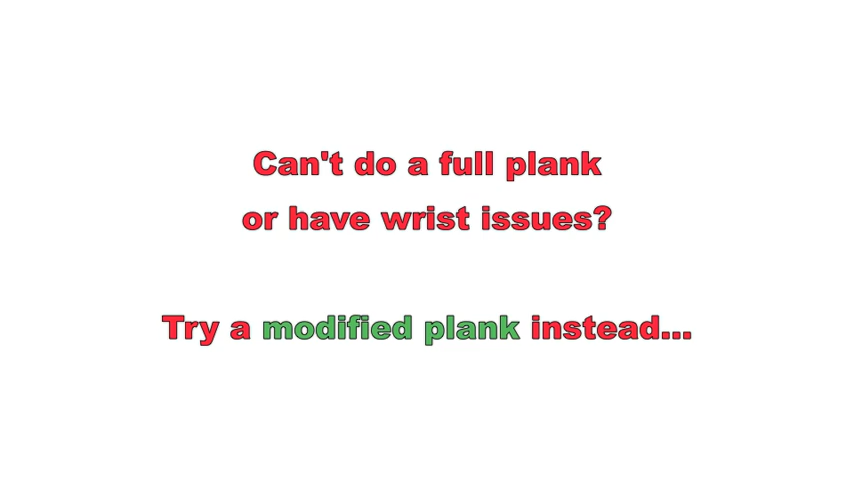 Can't do a full plank
or have wrist issues?
Try a modified plank instead...